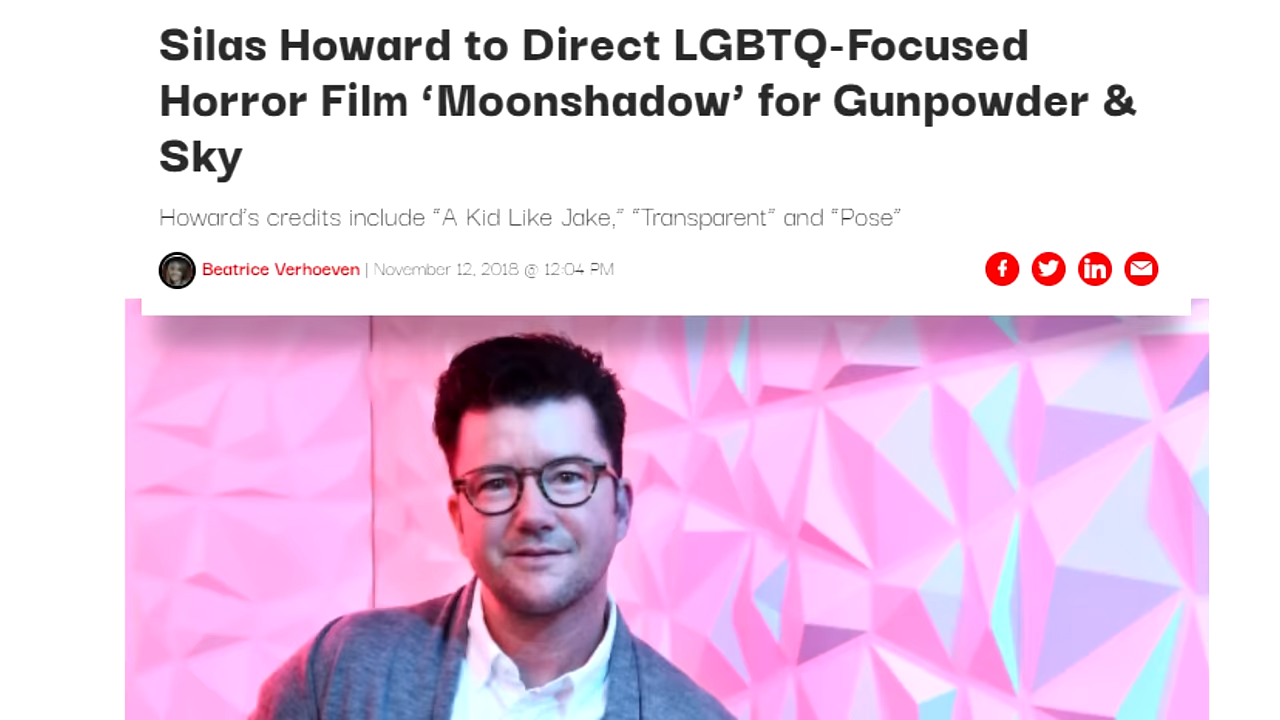 Silas Howard to Direct LGBTQ-Focused
Horror Film ‘Moonshadow’ for Gunpowder &
Sky
Howard’s credits include “A Kid Like Jake,” “Transparent” and “Pose”
Beatrice Verhoeven | November 12, 2018 @ 12:04 PM